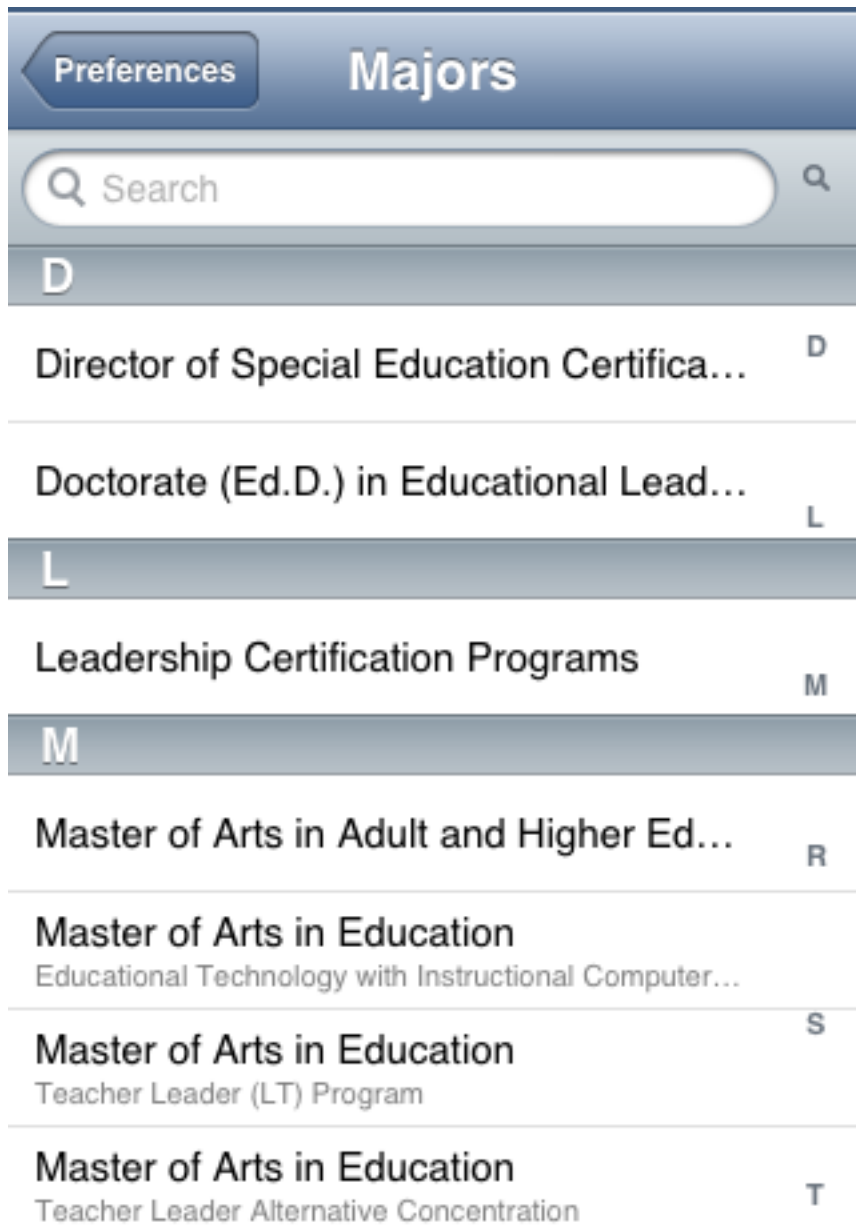 Preferences
Majors
Search
D
Director of Special Education Certifica...
D
Doctorate (Ed.D.) in Educational Lead...
L
L
Leadership Certification Programs
M
M
Master of Arts in Adult and Higher Ed...
R
Master of Arts in Education
Educational Technology with Instructional Computer...
S
Master of Arts in Education
Teacher Leader (LT) Program
Master of Arts in Education
T
Teacher Leader Alternative Concentration